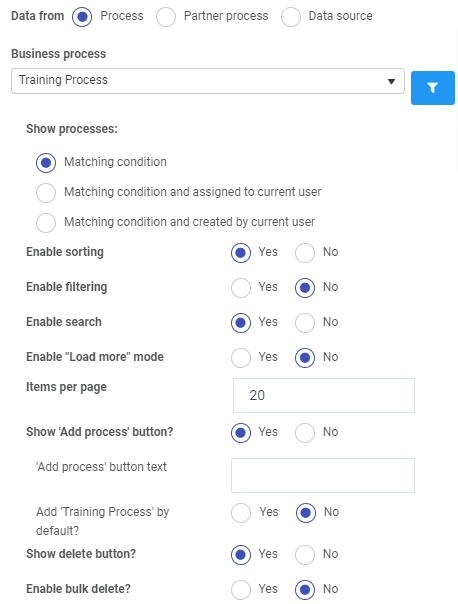 Data from Process Partner process Data source
Business process
Training Process
Show processes:
Matching condition
Matching condition and assigned to current user
Matching condition and created by current user
Enable sorting Yes No
Enable filtering Yes No
Enable search Yes No
Enable "Load more" mode Yes No
Items per page 20
Show 'Add process' button? Yes No
'Add process' button text
Add 'Training Process' by Yes No
default?
Show delete button? Yes No
Enable bulk delete? Yes No